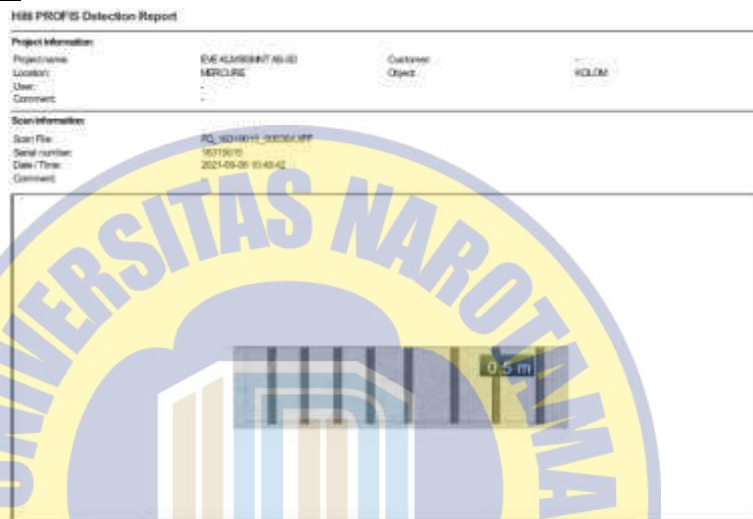 Hilti PROFIS Detection Report
Project Information:
Project name:
Customer: -
Location: MERCURE
Object: KOLOM
User: -
Comment: -
Scan Information:
Scan File:
Serial number: 16319015
Date / Time:
Comment:
0.5 m
UNIVERSITAS NAROTAMA